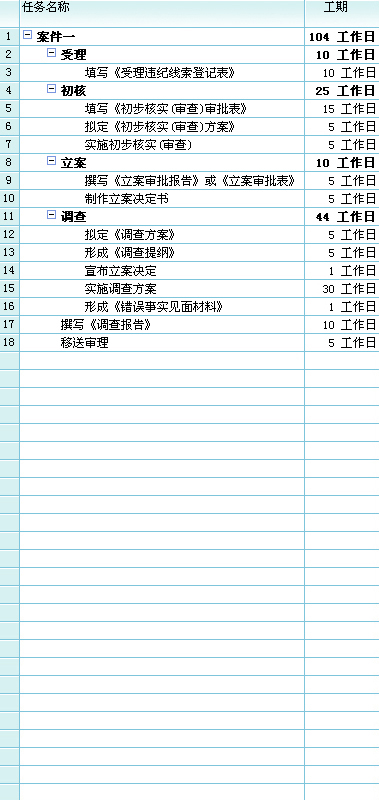 任务名称 工期
1 案件一 104 工作日
2 受理 10 工作日
3 填写《受理违纪线索登记表》 10 工作日
4 初核 25 工作日
5 填写《初步核实(审查)审批表》 15 工作日
6 拟定《初步核实(审查)方案》 5 工作日
7 实施初步核实(审查) 5 工作日
8 立案 10 工作日
9 撰写《立案审批报告》或《立案审批表》 5 工作日
10 制作立案决定书 5 工作日
11 调查 44 工作日
12 拟定《调查方案》 5 工作日
13 形成《调查提纲》 5 工作日
14 宣布立案决定 1 工作日
15 实施调查方案 30 工作日
16 形成《错误事实见面材料》 1 工作日
17 撰写《调查报告》 10 工作日
18 移送审理 5 工作日